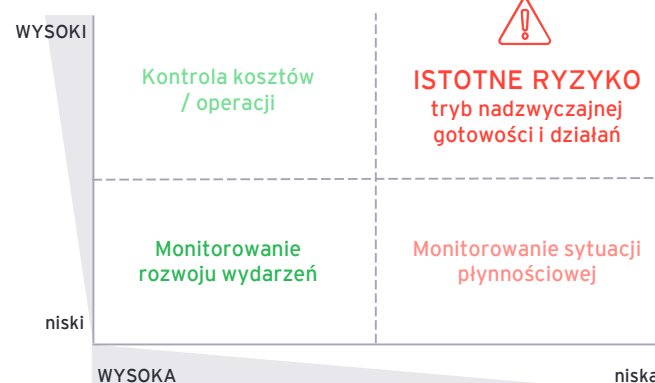 WYSOKI
Kontrola kosztów
/ operacji
ISTOTNE RYZYKO
tryb nadzwyczajnej
gotowości i działań
Monitorowanie
rozwoju wydarzeń
Monitorowanie sytuacji
płynnościowej
niski
WYSOKA
niska